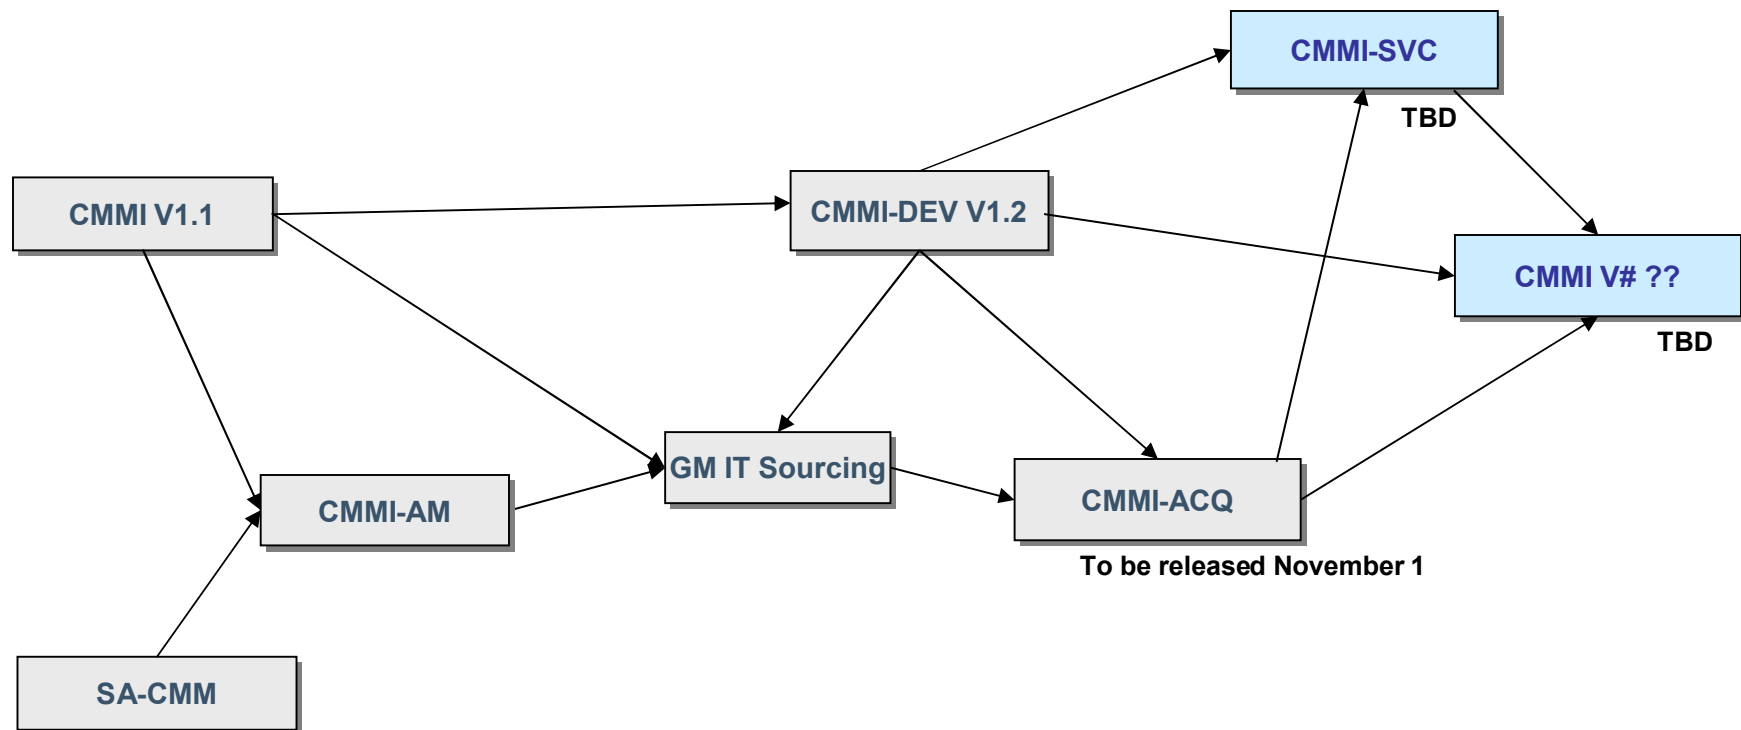 CMMI-SVC
TBD
CMMI V1.1
CMMI-DEV V1.2
CMMI V# ??
TBD
GM IT Sourcing
CMMI-AM
CMMI-ACQ
To be released November 1
SA-CMM